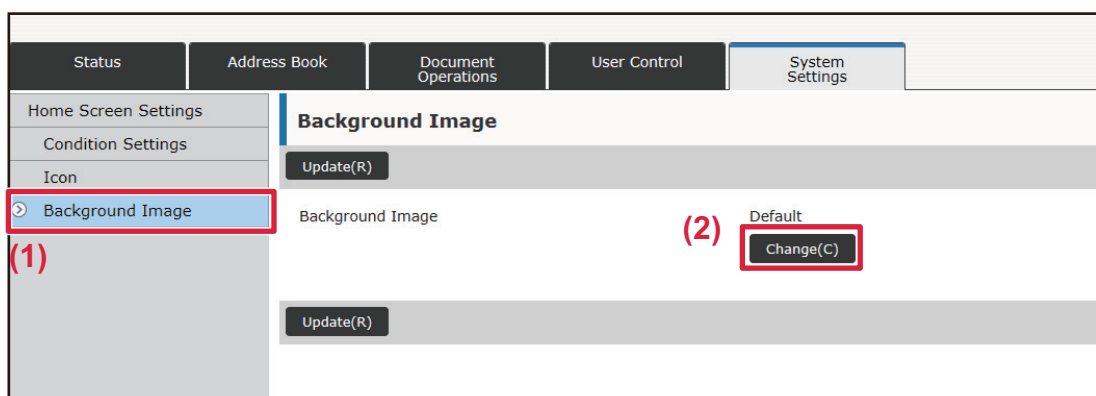 Status
Address Book
Document
Operations
User Control
System
Settings
Home Screen Settings
Condition Settings
Icon
Background Image
(1)
Background Image
Update(R)
Background Image
Default
(2)
Change(C)
Update(R)